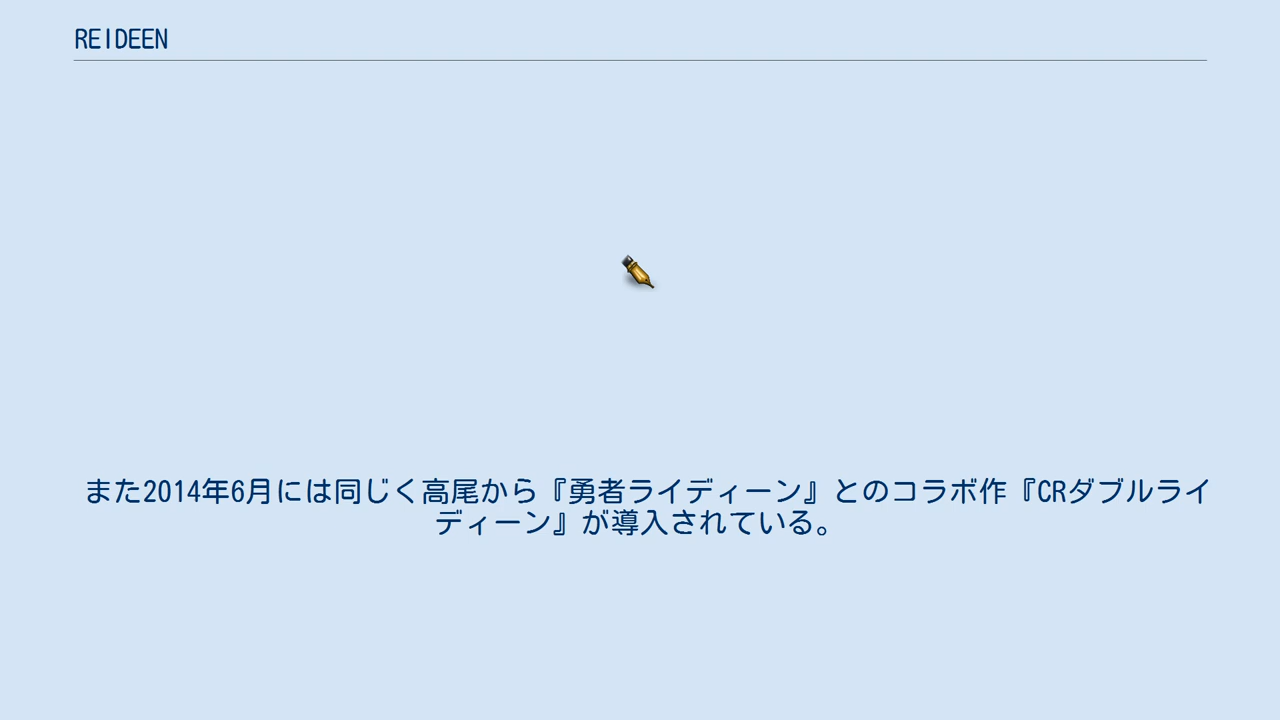 REIDEEN
また2014年6月には同じく高尾から『勇者ライディーン』とのコラボ作『CRダブルライ
ディーン』が導入されている。